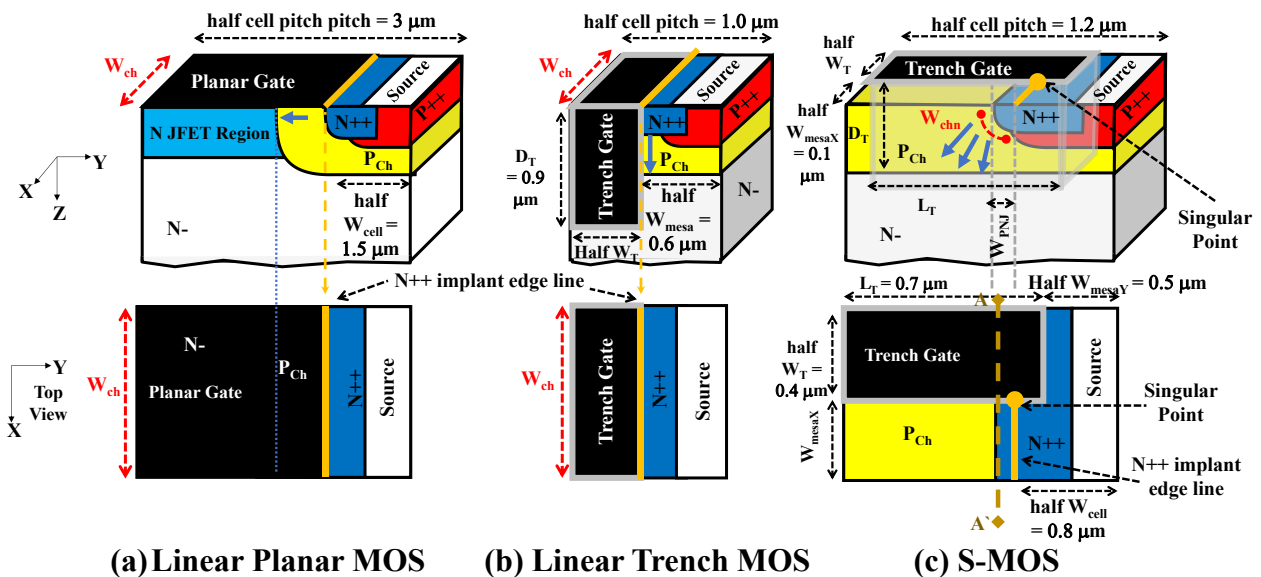 half cell pitch pitch = 3 μm
W_ch
Planar Gate
Source
N++
P++
N JFET Region
P_Ch
half
W_cell =
1.5 μm
N-
X
Y
Z
half cell pitch = 1.0 μm
W_ch
Source
N++
P++
D_T
= 0.9
μm
Trench Gate
P_Ch
N-
half
W_mesa =
0.6 μm
Half W_T
half cell pitch = 1.2 μm
half
W_T
Trench Gate
Source
half
W_mesaX
= 0.1
μm
D_T
W_chn
N++
P++
P_Ch
L_T
W_PNJ
N-
Singular
Point
N++ implant edge line
W_ch
N-
Planar Gate
P_Ch
N++
Source
Y
X
Top
View
W_ch
Trench Gate
N++
Source
L_T = 0.7 μm
A
Half W_mesaY = 0.5 μm
half
W_T =
0.4 μm
Trench Gate
Source
W_mesaX
P_Ch
N++
Singular
Point
N++ implant
edge line
half W_cell
= 0.8 μm
A`
(a) Linear Planar MOS
(b) Linear Trench MOS
(c) S-MOS